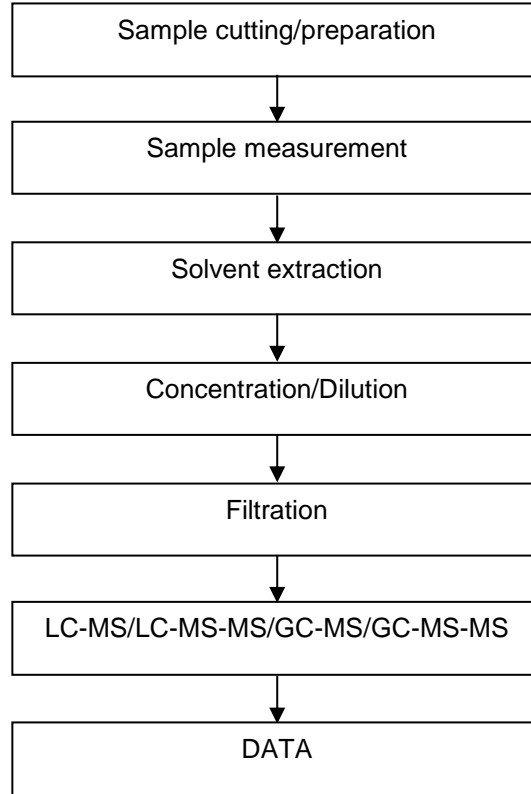 Sample cutting/preparation
Sample measurement
Solvent extraction
Concentration/Dilution
Filtration
LC-MS/LC-MS-MS/GC-MS/GC-MS-MS
DATA